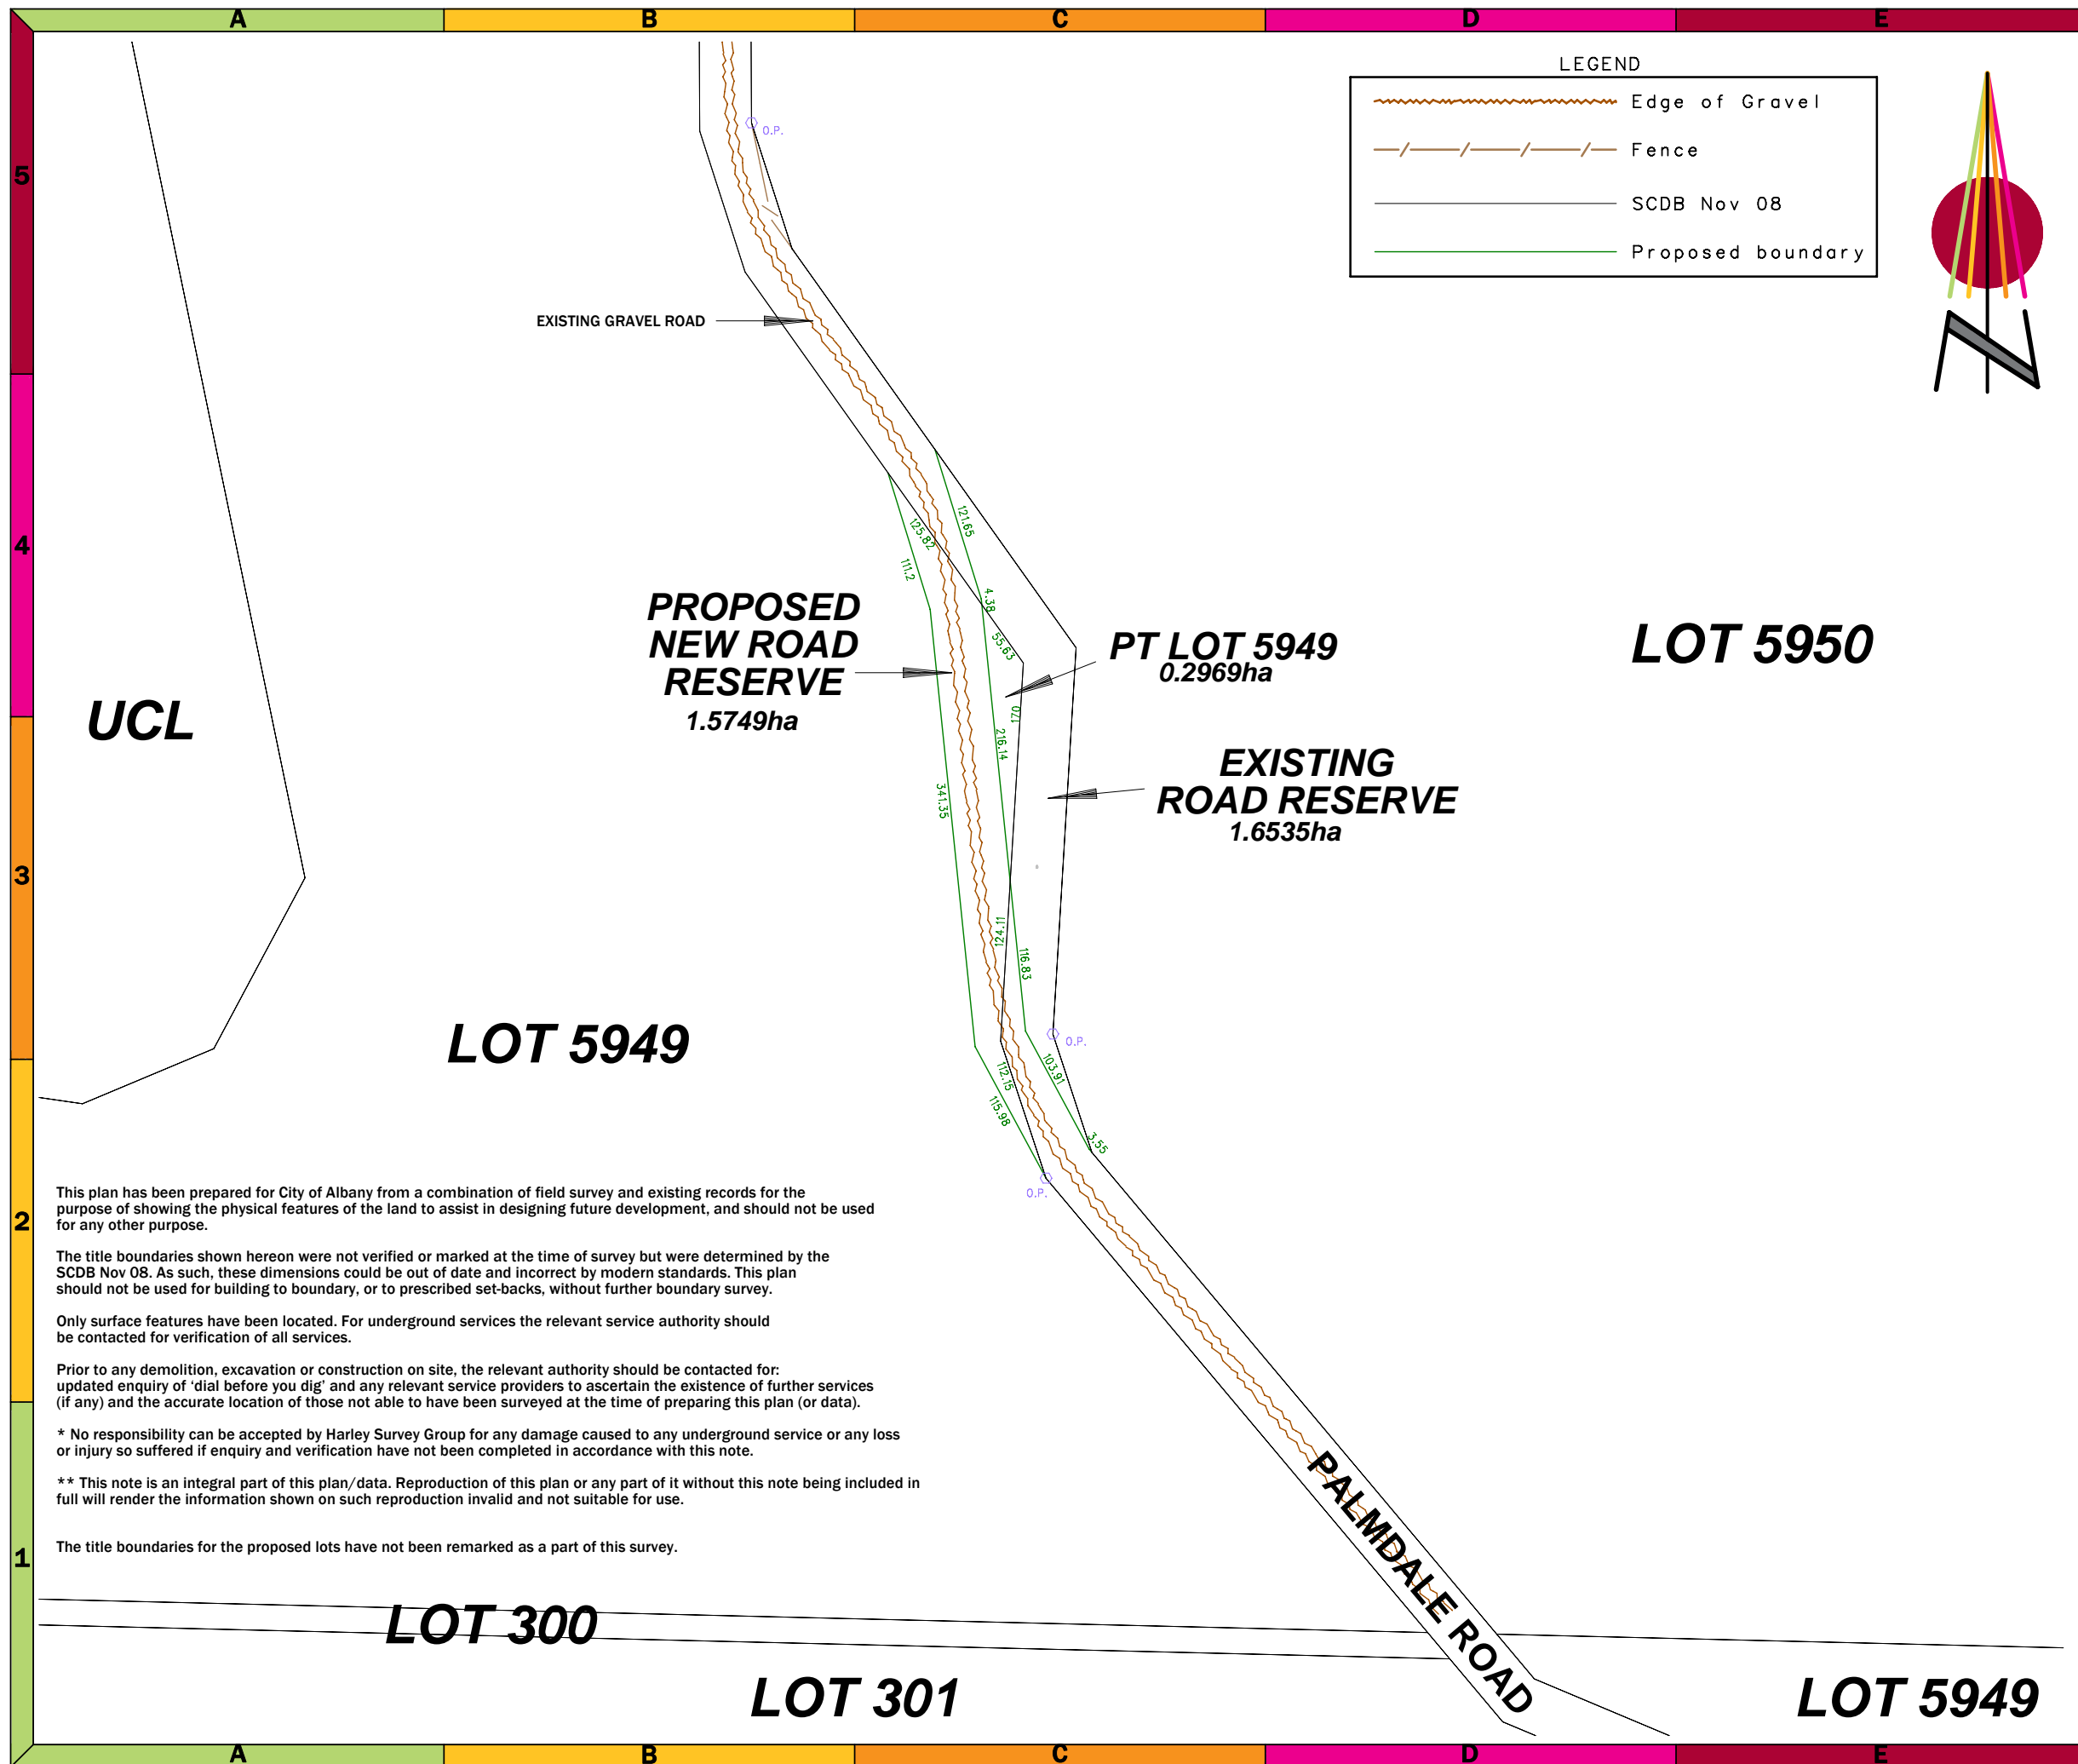 A B C D E
LEGEND
Edge of Gravel
Fence
SCDB Nov 08
Proposed boundary
5
O.P.
EXISTING GRAVEL ROAD
4
121.65
125.82
111.2
4.38
55.63
PROPOSED
NEW ROAD
RESERVE
1.5749ha
PT LOT 5949
0.2969ha
LOT 5950
UCL
170
216.14
341.35
EXISTING
ROAD RESERVE
1.6535ha
3
124.11
116.83
LOT 5949
O.P.
103.91
112.15
115.98
3.55
O.P.
2
This plan has been prepared for City of Albany from a combination of field survey and existing records for the
purpose of showing the physical features of the land to assist in designing future development, and should not be used
for any other purpose.
The title boundaries shown hereon were not verified or marked at the time of survey but were determined by the
SCDB Nov 08. As such, these dimensions could be out of date and incorrect by modern standards. This plan
should not be used for building to boundary, or to prescribed set-backs, without further boundary survey.
Only surface features have been located. For underground services the relevant service authority should
be contacted for verification of all services.
Prior to any demolition, excavation or construction on site, the relevant authority should be contacted for:
updated enquiry of ‘dial before you dig’ and any relevant service providers to ascertain the existence of further services
(if any) and the accurate location of those not able to have been surveyed at the time of preparing this plan (or data).
* No responsibility can be accepted by Harley Survey Group for any damage caused to any underground service or any loss
or injury so suffered if enquiry and verification have not been completed in accordance with this note.
** This note is an integral part of this plan/data. Reproduction of this plan or any part of it without this note being included in
full will render the information shown on such reproduction invalid and not suitable for use.
The title boundaries for the proposed lots have not been remarked as a part of this survey.
1
PALMDALE ROAD
LOT 300
LOT 301
LOT 5949
A B C D E